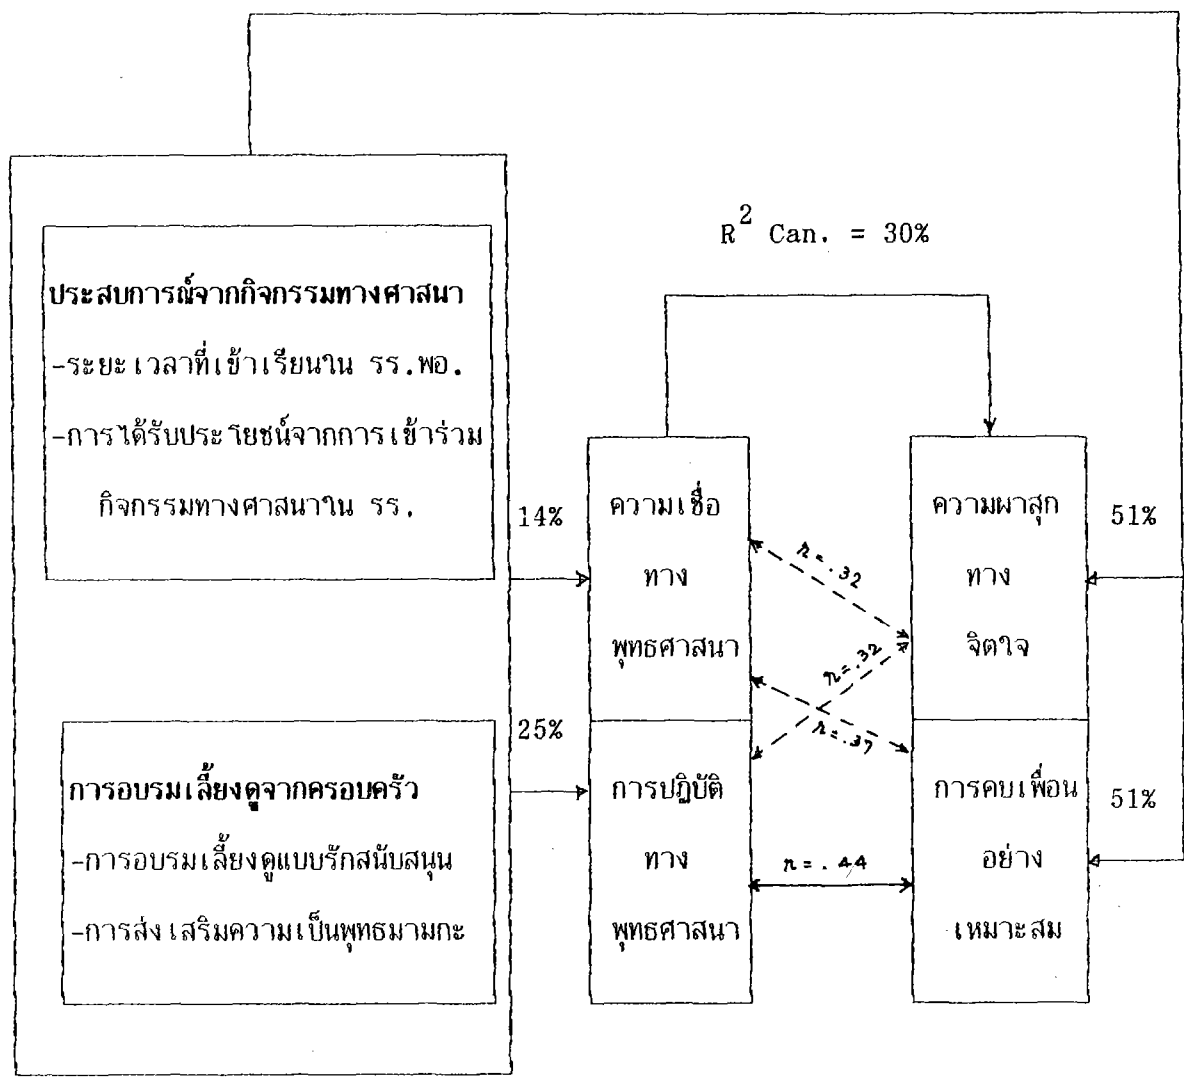 R² Can. = 30%
ประสบการณ์จากกิจกรรมทางศาสนา
-ระยะเวลาที่เข้าเรียนใน รร.พอ.
-การได้รับประโยชน์จากการเข้าร่วม
กิจกรรมทางศาสนาใน รร.
14%
25%
การอบรมเลี้ยงดูจากครอบครัว
-การอบรมเลี้ยงดูแบบรักสนับสนุน
-การส่งเสริมความเป็นพุทธมามกะ
ความเชื่อ
ทาง
พุทธศาสนา
การปฏิบัติ
ทาง
พุทธศาสนา
r=.32
r=.32
r=.37
r=.44
ความผาสุก
ทาง
จิตใจ
51%
การคบเพื่อน
อย่าง
เหมาะสม
51%